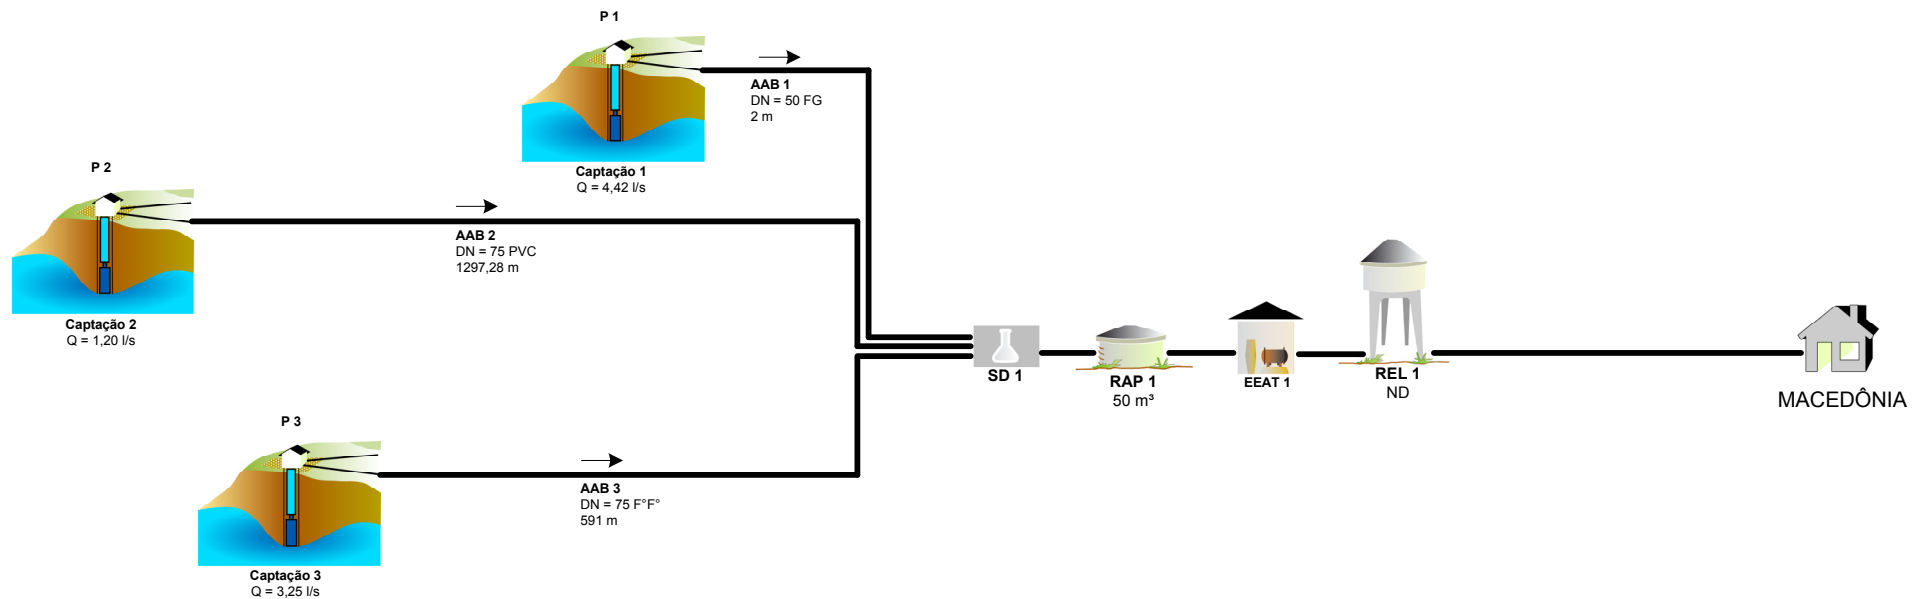 P 1
AAB 1
DN = 50 FG
2 m
Captação 1
Q = 4,42 l/s
P 2
AAB 2
DN = 75 PVC
1297,28 m
Captação 2
Q = 1,20 l/s
SD 1
RAP 1
50 m³
EEAT 1
REL 1
ND
MACEDÔNIA
P 3
AAB 3
DN = 75 F°F°
591 m
Captação 3
Q = 3,25 l/s